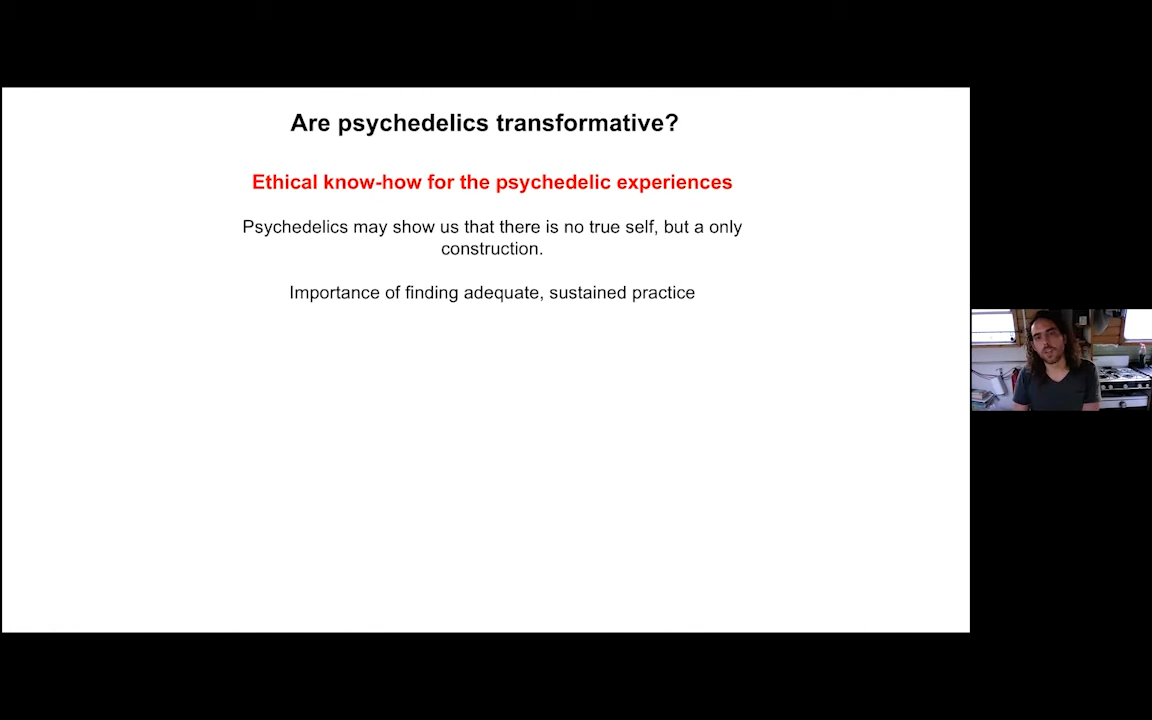 Are psychedelics transformative?
Ethical know-how for the psychedelic experiences
Psychedelics may show us that there is no true self, but a only
construction.
Importance of finding adequate, sustained practice